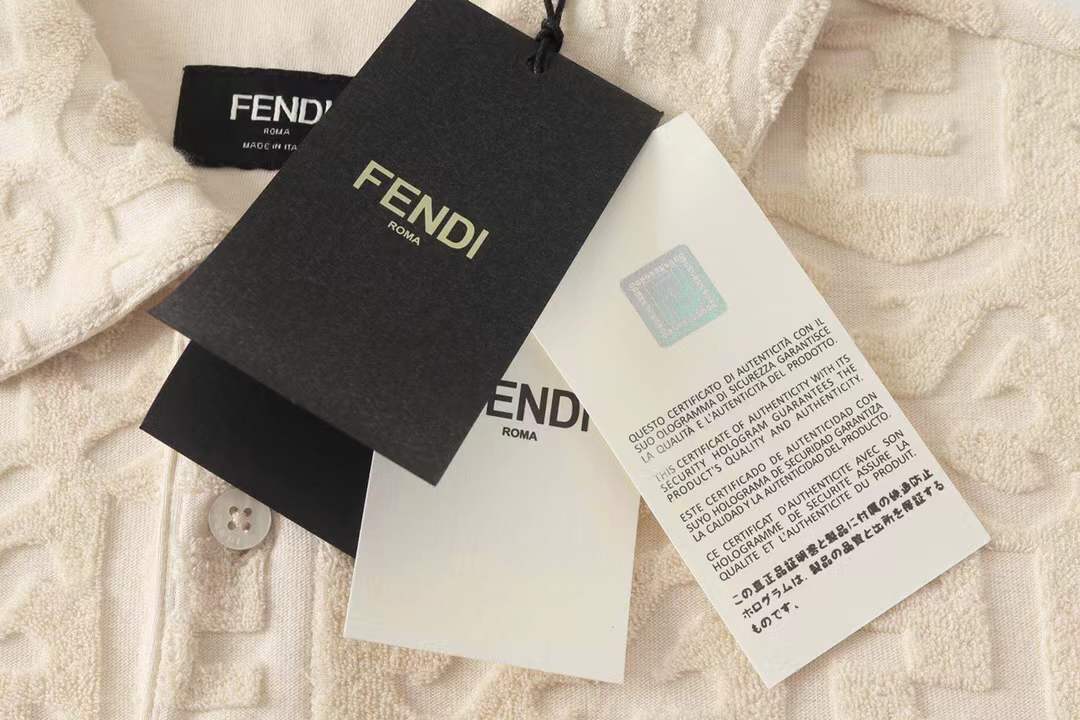 FENDI
ROMA
MADE IN ITA
FENDI
ROMA
ENDI
ROMA
QUESTO CERTIFICATO DI AUTENTICITÀ CON IL
SUO OLOGRAMMA DI SICUREZZA GARANTISCE
LA QUALITÀ E L'AUTENTICITÀ DEL PRODOTTO.
THIS CERTIFICATE OF AUTHENTICITY WITH ITS
SECURITY HOLOGRAM GUARANTEES THE
PRODUCT'S QUALITY AND AUTHENTICITY.
ESTE CERTIFICADO DE AUTENTICIDAD CON
SUYO HOLOGRAMA DE SEGURIDAD GARANTIZA
LA CALIDAD Y LA AUTENTICIDAD DEL PRODUCTO.
CE CERTIFICAT D'AUTHENTICITE AVEC SON
HOLOGRAMME DE SECURITE ASSURE LA
QUALITE ET L'AUTHENTICITE DU PRODUIT.
この真正品証明書と製品に付属の偽造防止
ホログラムは、製品の品質と出所を保証する
ものです。